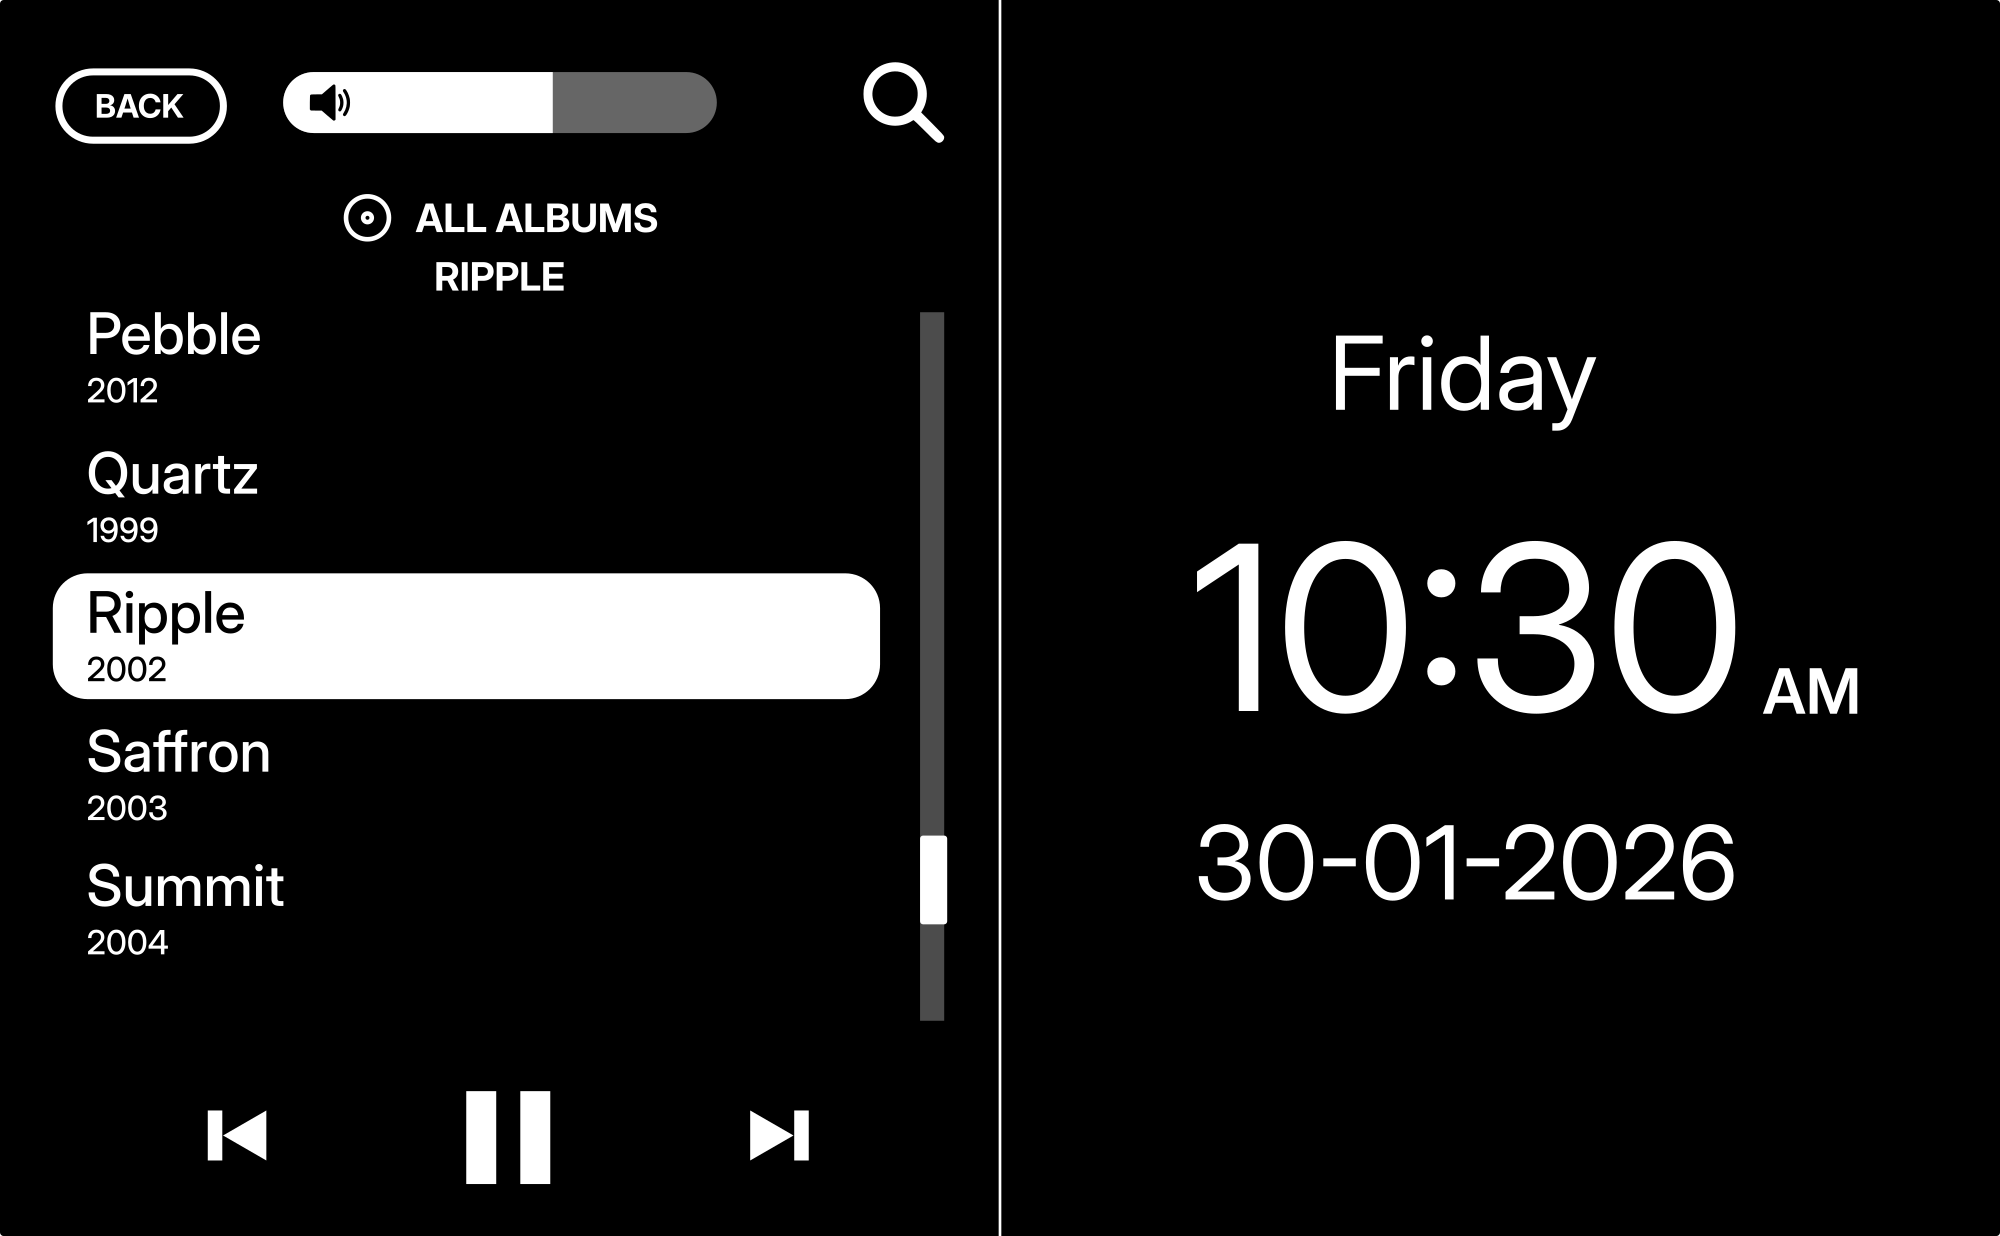 BACK
ALL ALBUMS
RIPPLE
Pebble
2012
Quartz
1999
Ripple
2002
Saffron
2003
Summit
2004
Friday
10:30 AM
30-01-2026